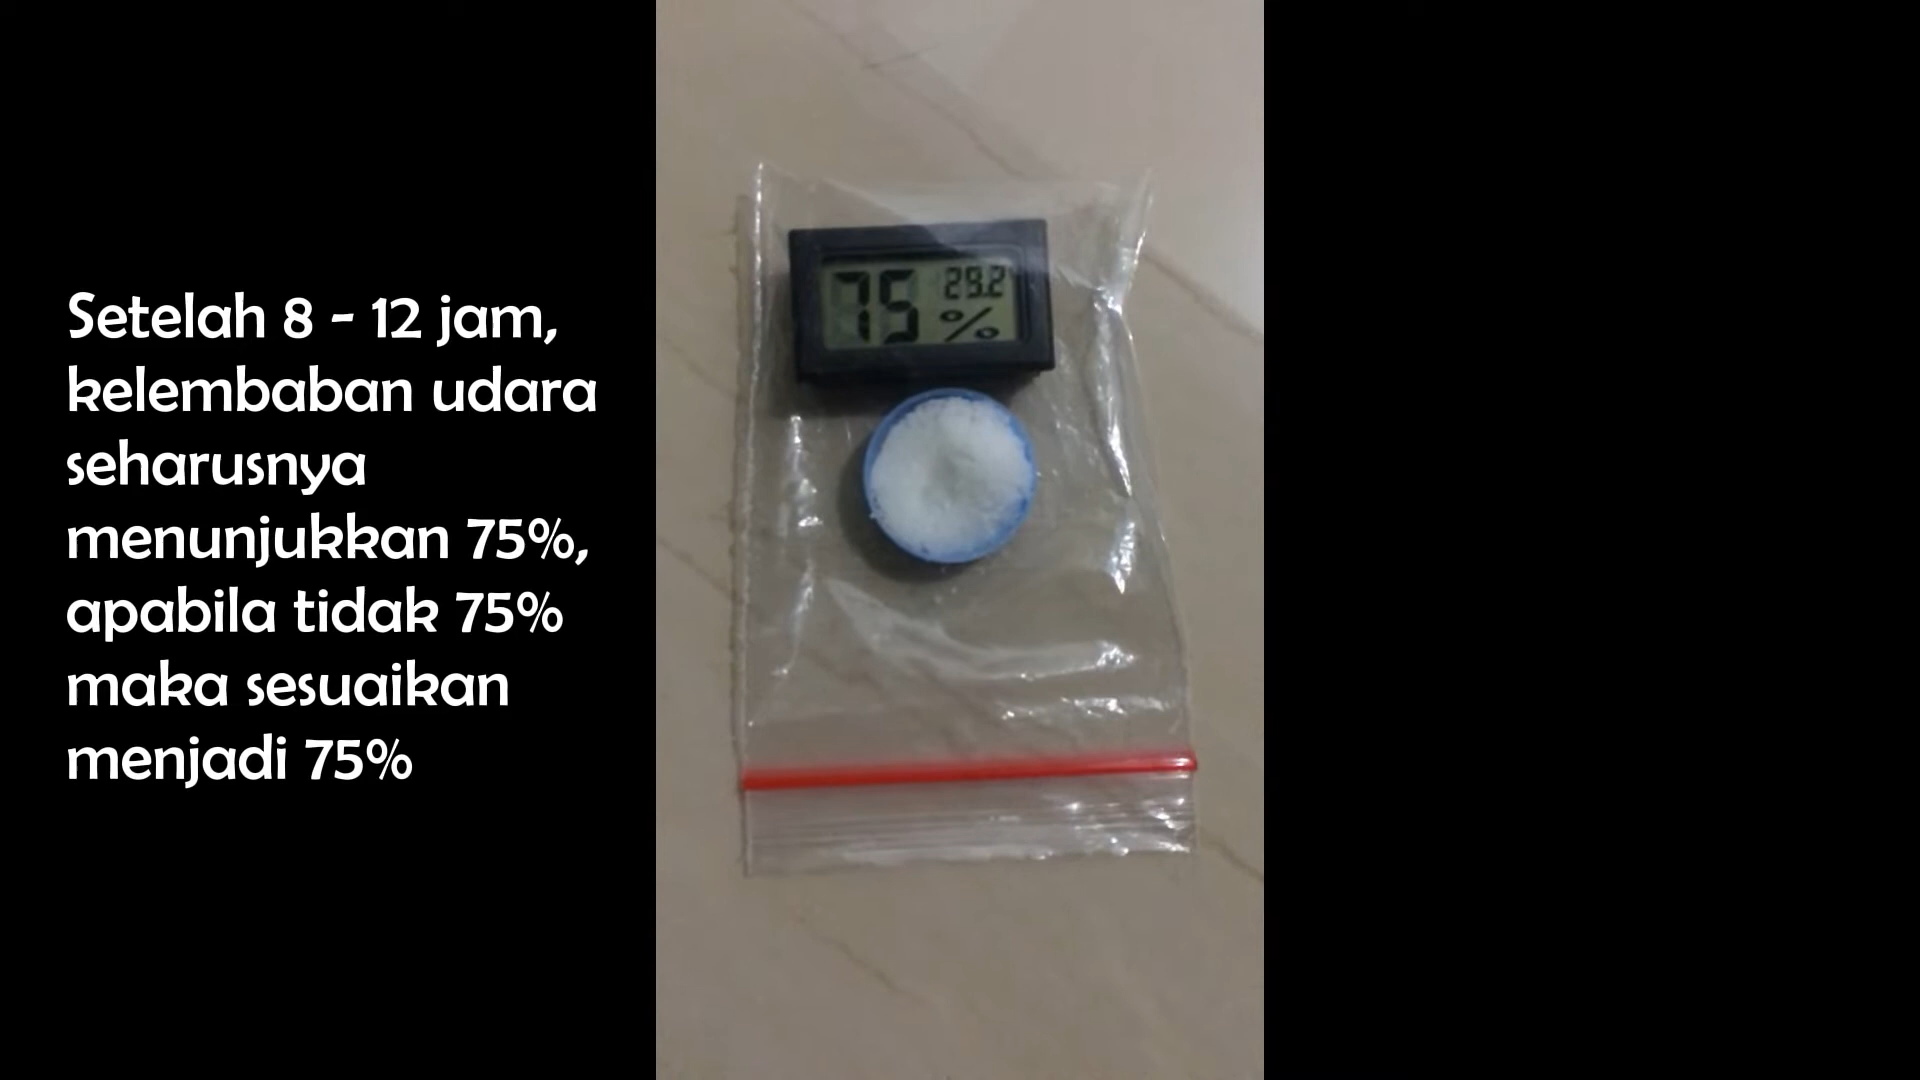 Setelah 8 - 12 jam,
kelembaban udara
seharusnya
menunjukkan 75%,
apabila tidak 75%
maka sesuaikan
menjadi 75%
75 29.2
%